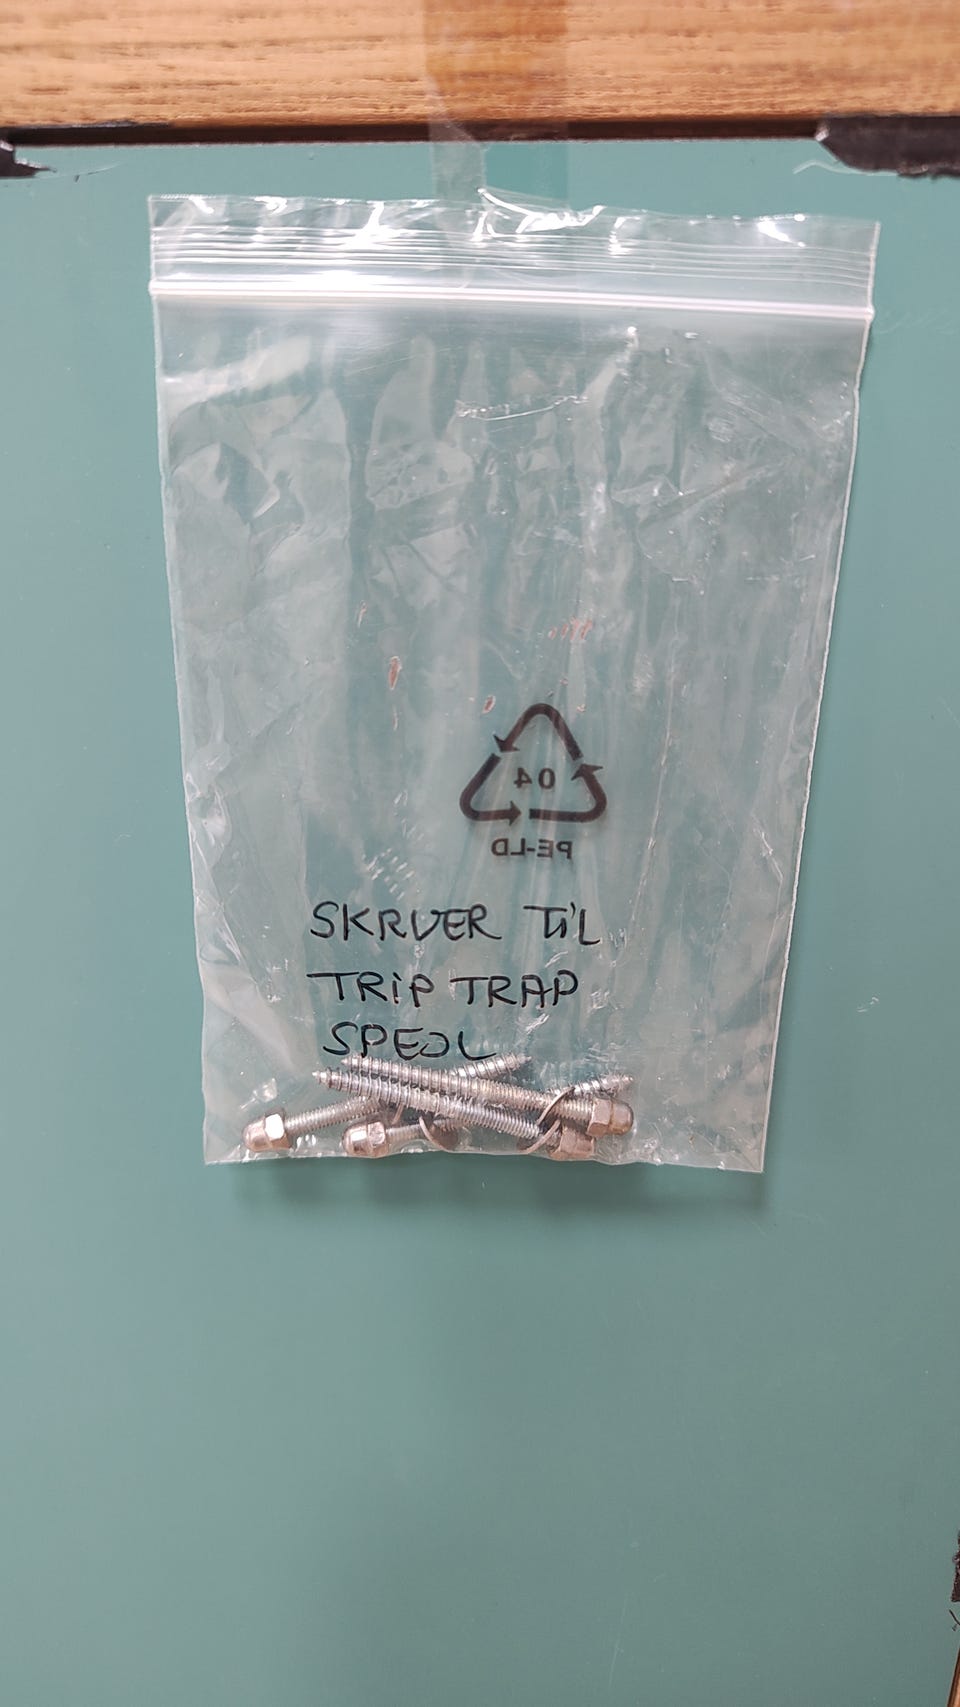 04
PE-LD
SKRUER TiL
TRiP TRAP
SPEJL